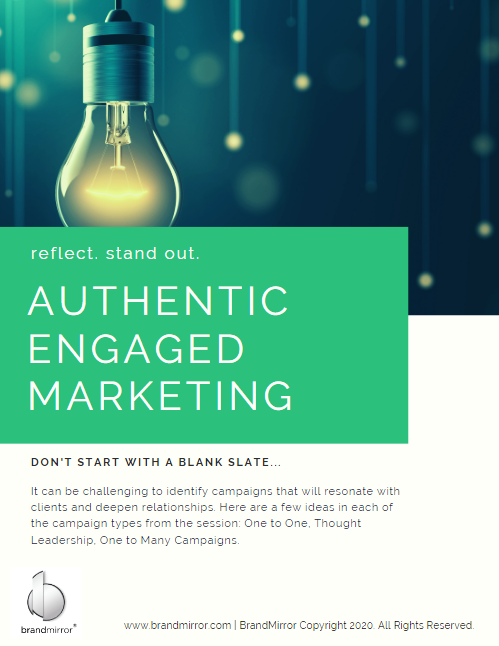 reflect. stand out.
AUTHENTIC
ENGAGED
MARKETING
DON'T START WITH A BLANK SLATE...
It can be challenging to identify campaigns that will resonate with
clients and deepen relationships. Here are a few ideas in each of
the campaign types from the session: One to One, Thought
Leadership, One to Many Campaigns.
brandmirror®
www.brandmirror.com | BrandMirror Copyright 2020. All Rights Reserved.